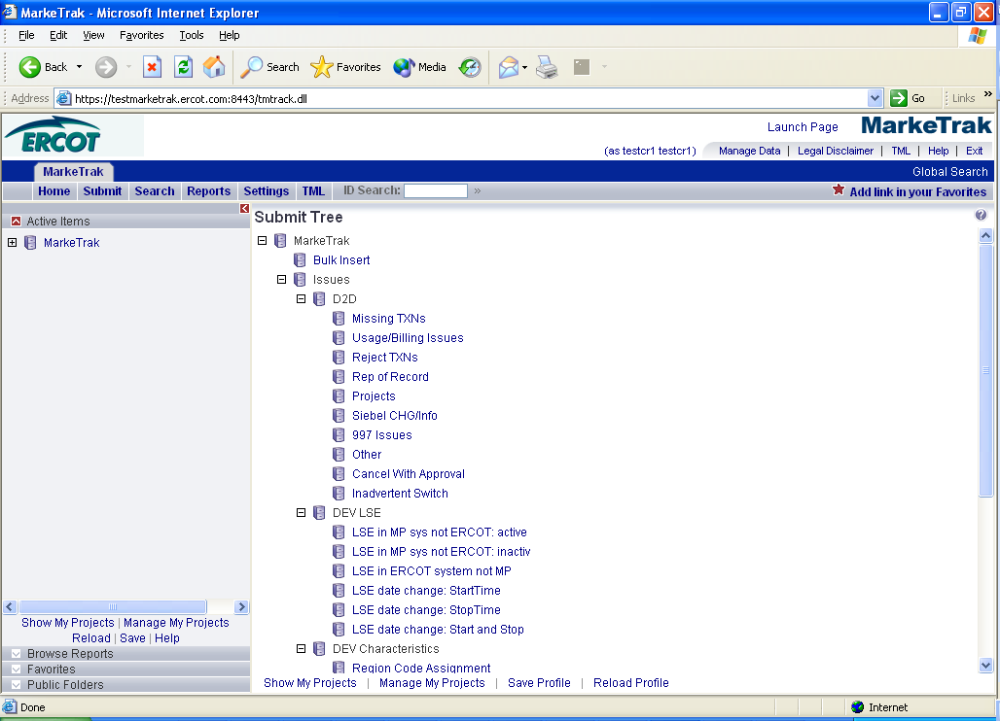 MarkeTrak - Microsoft Internet Explorer
File Edit View Favorites Tools Help
Back Search Favorites Media
Address https://testmarketrak.ercot.com:8443/tmtrack.dll Go Links »
ERCOT Launch Page MarkeTrak
(as testcr1 testcr1) Manage Data | Legal Disclaimer | TML | Help | Exit
MarkeTrak Global Search
Home Submit Search Reports Settings TML ID Search: » Add link in your Favorites
Active Items
MarkeTrak
Submit Tree
MarkeTrak
Bulk Insert
Issues
D2D
Missing TXNs
Usage/Billing Issues
Reject TXNs
Rep of Record
Projects
Siebel CHG/Info
997 Issues
Other
Cancel With Approval
Inadvertent Switch
DEV LSE
LSE in MP sys not ERCOT: active
LSE in MP sys not ERCOT: inactiv
LSE in ERCOT system not MP
LSE date change: StartTime
LSE date change: StopTime
LSE date change: Start and Stop
DEV Characteristics
Region Code Assignment
Show My Projects | Manage My Projects
Reload | Save | Help
Browse Reports
Favorites
Public Folders
Show My Projects | Manage My Projects | Save Profile | Reload Profile
Done Internet